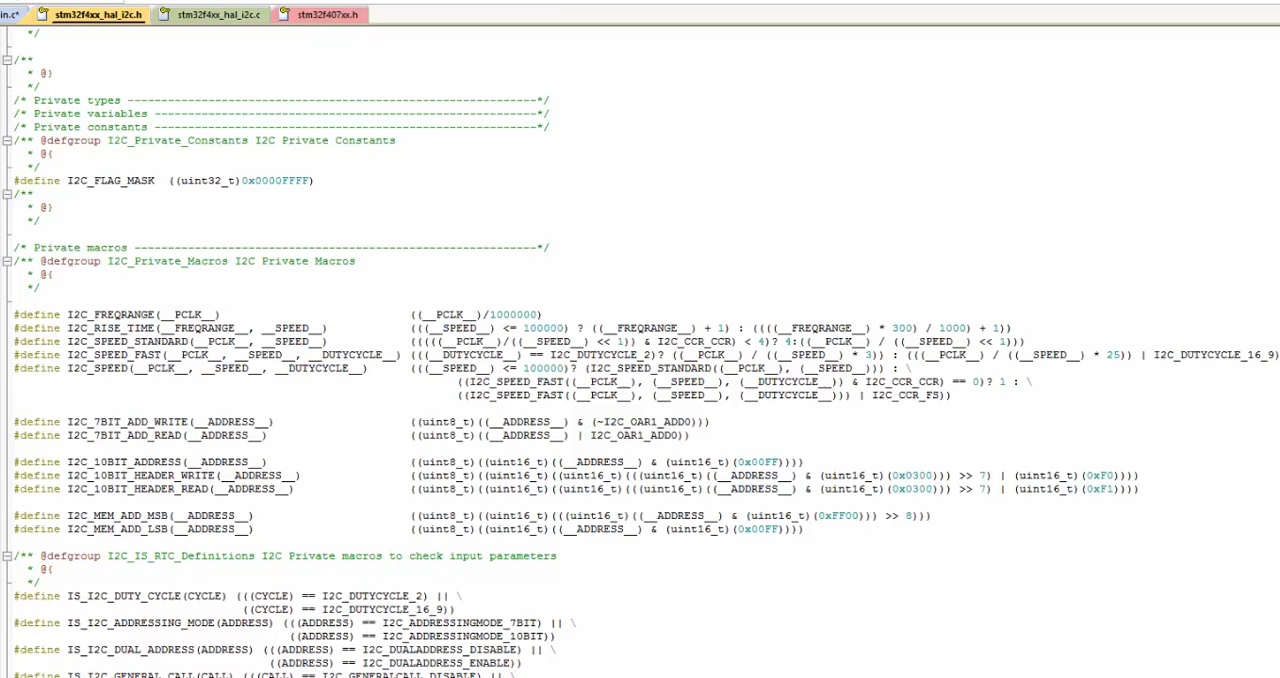 in.c* stm32f4xx_hal_i2c.h stm32f4xx_hal_i2c.c stm32f407xx.h
*/
/**
* @}
*/
/* Private types -------------------------------------------------------------*/
/* Private variables ---------------------------------------------------------*/
/* Private constants ---------------------------------------------------------*/
/** @defgroup I2C_Private_Constants I2C Private Constants
* @{
*/
#define I2C_FLAG_MASK ((uint32_t)0x0000FFFF)
/**
* @}
*/
/* Private macros ------------------------------------------------------------*/
/** @defgroup I2C_Private_Macros I2C Private Macros
* @{
*/
#define I2C_FREQRANGE(__PCLK__) ((__PCLK__)/1000000)
#define I2C_RISE_TIME(__FREQRANGE__, __SPEED__) (((__SPEED__) <= 100000) ? ((__FREQRANGE__) + 1) : ((((__FREQRANGE__) * 300) / 1000) + 1))
#define I2C_SPEED_STANDARD(__PCLK__, __SPEED__) (((((__PCLK__)/((__SPEED__) << 1)) & I2C_CCR_CCR) < 4)? 4:((__PCLK__) / ((__SPEED__) << 1)))
#define I2C_SPEED_FAST(__PCLK__, __SPEED__, __DUTYCYCLE__) (((__DUTYCYCLE__) == I2C_DUTYCYCLE_2)? ((__PCLK__) / ((__SPEED__) * 3)) : (((__PCLK__) / ((__SPEED__) * 25)) | I2C_DUTYCYCLE_16_9)
#define I2C_SPEED(__PCLK__, __SPEED__, __DUTYCYCLE__) (((__SPEED__) <= 100000)? (I2C_SPEED_STANDARD((__PCLK__), (__SPEED__))) : \
((I2C_SPEED_FAST((__PCLK__), (__SPEED__), (__DUTYCYCLE__)) & I2C_CCR_CCR) == 0)? 1 : \
((I2C_SPEED_FAST((__PCLK__), (__SPEED__), (__DUTYCYCLE__))) | I2C_CCR_FS))
#define I2C_7BIT_ADD_WRITE(__ADDRESS__) ((uint8_t)((__ADDRESS__) & (~I2C_OAR1_ADD0)))
#define I2C_7BIT_ADD_READ(__ADDRESS__) ((uint8_t)((__ADDRESS__) | I2C_OAR1_ADD0))
#define I2C_10BIT_ADDRESS(__ADDRESS__) ((uint8_t)((uint16_t)((__ADDRESS__) & (uint16_t)(0x00FF))))
#define I2C_10BIT_HEADER_WRITE(__ADDRESS__) ((uint8_t)((uint16_t)((uint16_t)(((uint16_t)((__ADDRESS__) & (uint16_t)(0x0300))) >> 7) | (uint16_t)(0xF0))))
#define I2C_10BIT_HEADER_READ(__ADDRESS__) ((uint8_t)((uint16_t)((uint16_t)(((uint16_t)((__ADDRESS__) & (uint16_t)(0x0300))) >> 7) | (uint16_t)(0xF1))))
#define I2C_MEM_ADD_MSB(__ADDRESS__) ((uint8_t)((uint16_t)(((uint16_t)((__ADDRESS__) & (uint16_t)(0xFF00))) >> 8)))
#define I2C_MEM_ADD_LSB(__ADDRESS__) ((uint8_t)((uint16_t)((__ADDRESS__) & (uint16_t)(0x00FF))))
/** @defgroup I2C_IS_RTC_Definitions I2C Private macros to check input parameters
* @{
*/
#define IS_I2C_DUTY_CYCLE(CYCLE) (((CYCLE) == I2C_DUTYCYCLE_2) || \
((CYCLE) == I2C_DUTYCYCLE_16_9))
#define IS_I2C_ADDRESSING_MODE(ADDRESS) (((ADDRESS) == I2C_ADDRESSINGMODE_7BIT) || \
((ADDRESS) == I2C_ADDRESSINGMODE_10BIT))
#define IS_I2C_DUAL_ADDRESS(ADDRESS) (((ADDRESS) == I2C_DUALADDRESS_DISABLE) || \
((ADDRESS) == I2C_DUALADDRESS_ENABLE))
#define IS_I2C_GENERAL_CALL(CALL) (((CALL) == I2C_GENERALCALL_DISABLE) || \